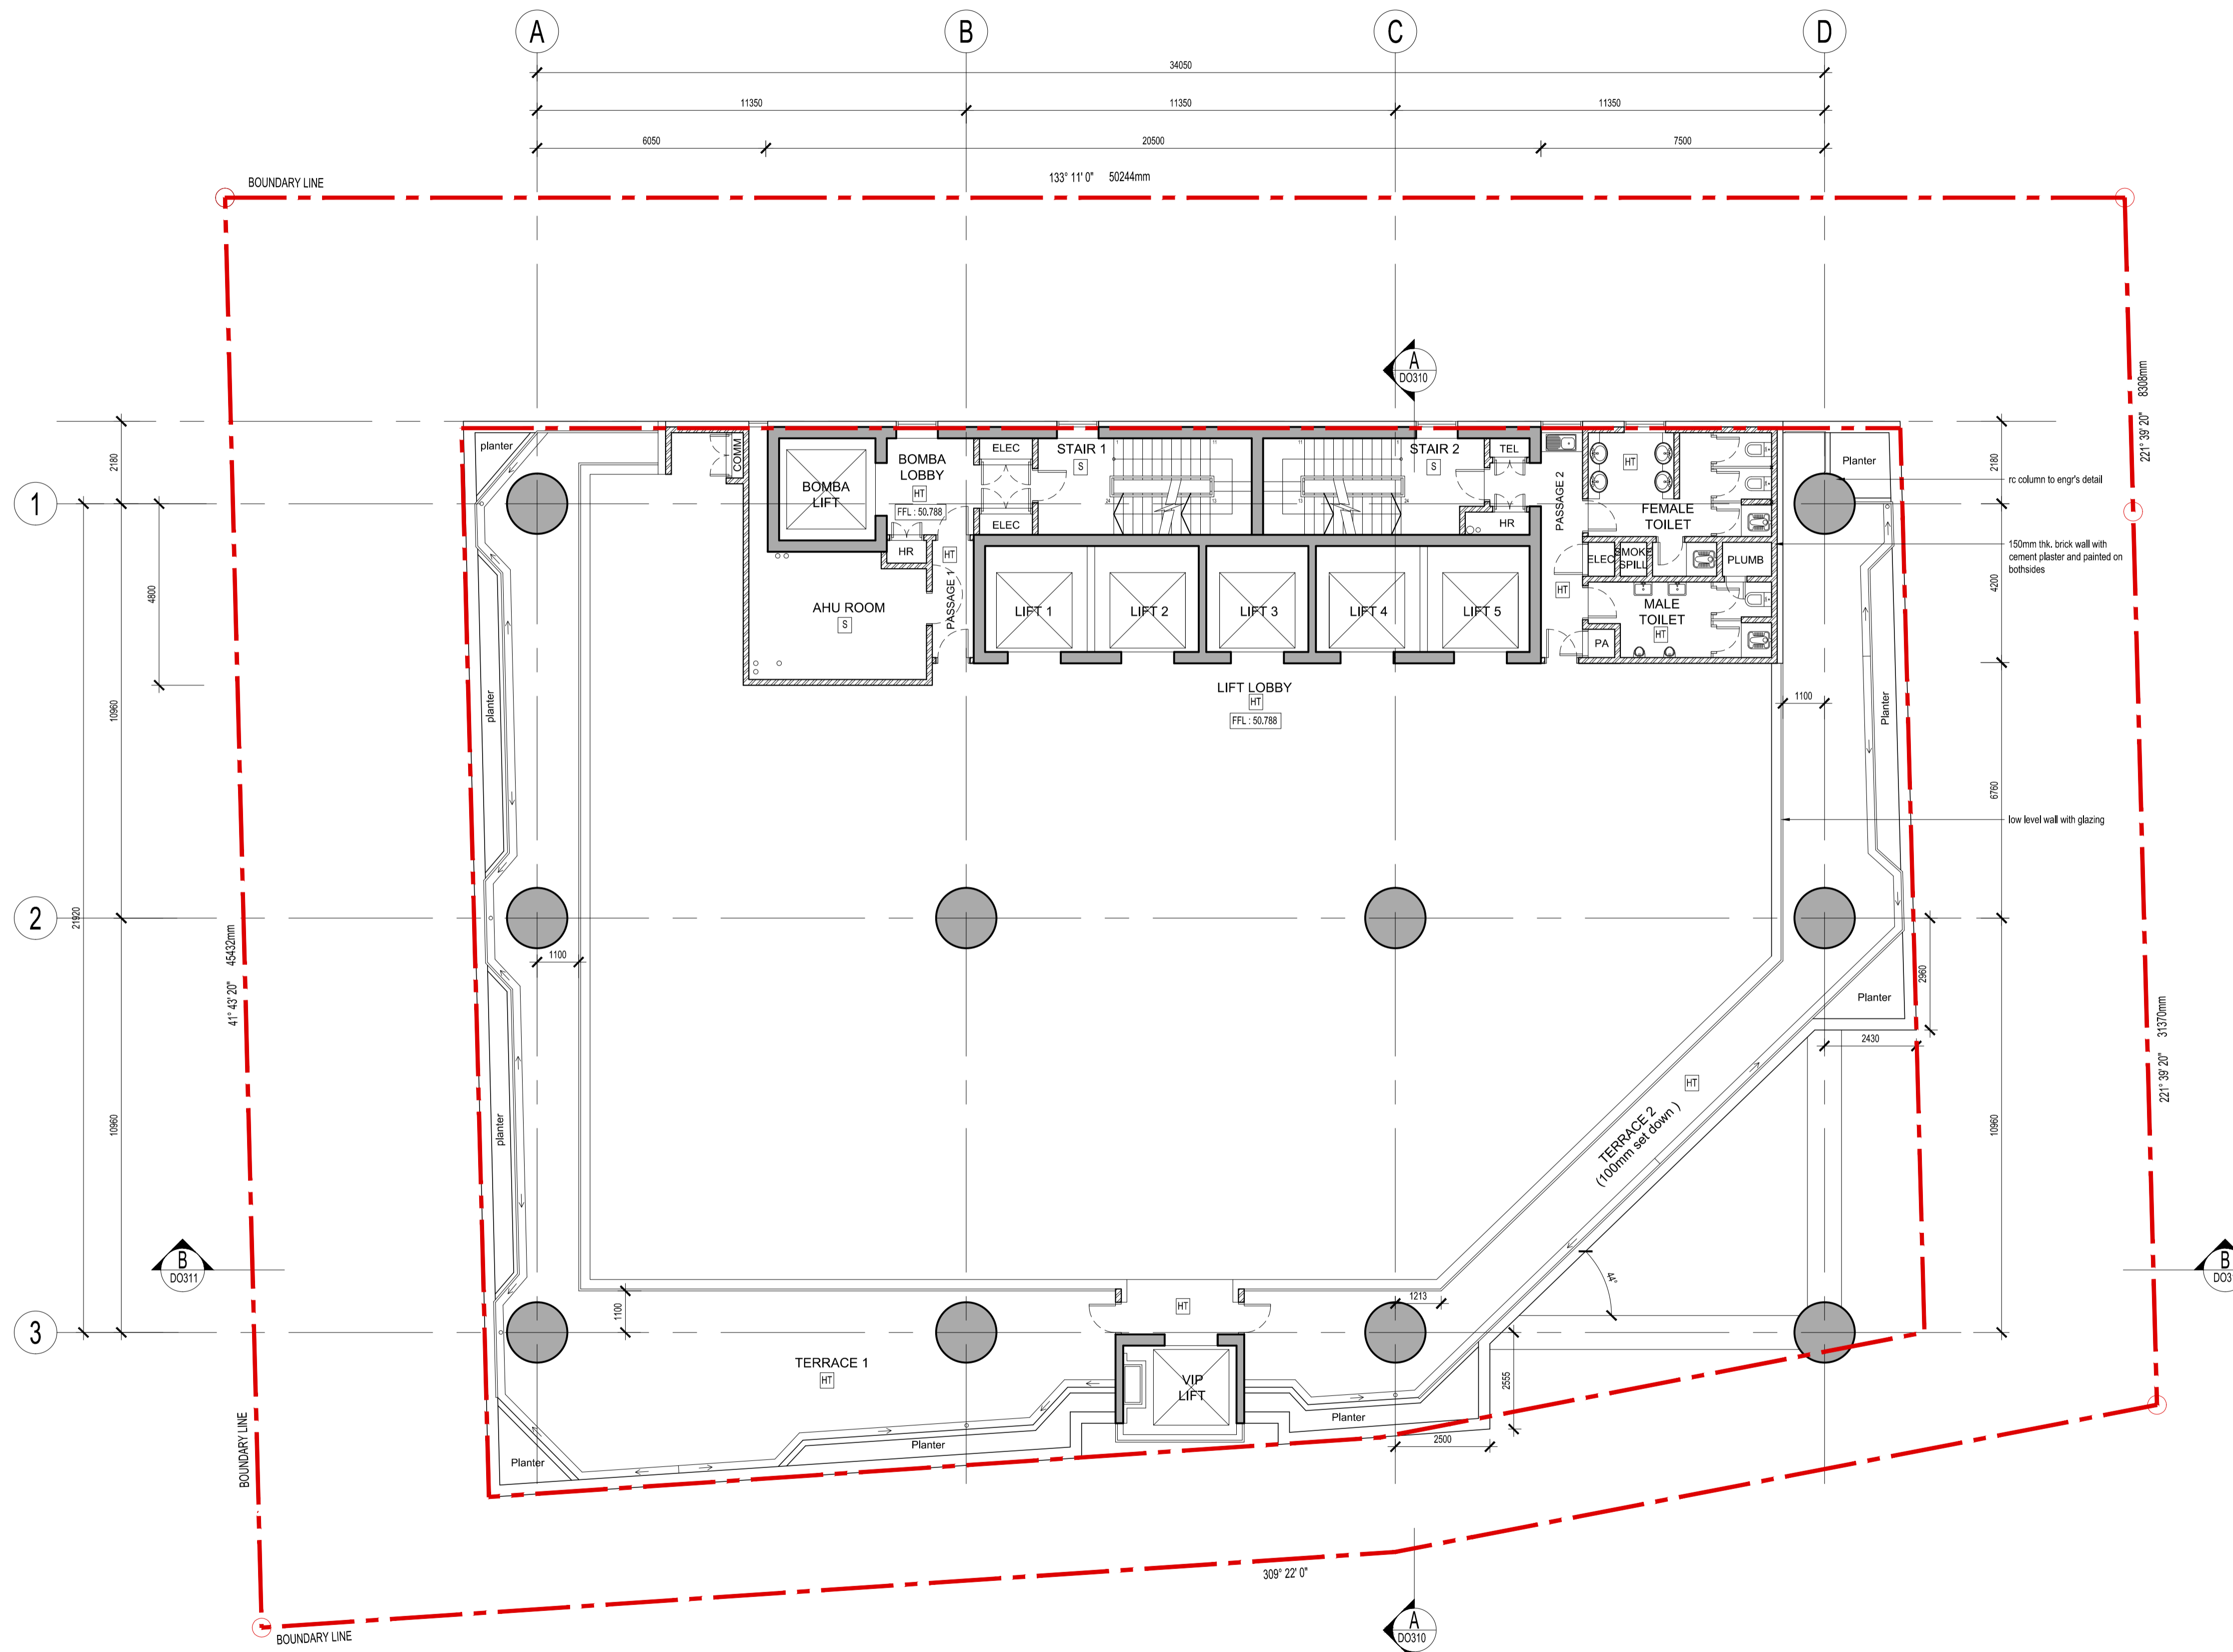 A
B
C
D
34050
11350
11350
11350
6050
20500
7500
BOUNDARY LINE
133° 11' 0" 50244mm
221° 39' 20" 8308mm
A
DO310
2180
2180
planter
COMM
BOMBA
LIFT
BOMBA
LOBBY
HT
FFL : 50.788
ELEC
ELEC
STAIR 1
S
STAIR 2
S
TEL
HR
PASSAGE 2
HT
FEMALE
TOILET
Planter
rc column to engr's detail
1
HR
HT
PASSAGE 1
ELEC
SMOKE
SPILL
PLUMB
150mm thk. brick wall with
cement plaster and painted on
bothsides
4800
4200
AHU ROOM
S
LIFT 1
LIFT 2
LIFT 3
LIFT 4
LIFT 5
HT
MALE
TOILET
HT
PA
LIFT LOBBY
HT
FFL : 50.788
planter
1100
Planter
10960
6760
low level wall with glazing
2
21920
1100
41° 43' 20" 45432mm
2960
Planter
2430
221° 39' 20" 31370mm
HT
planter
10960
10960
TERRACE 2
(100mm set down )
B
DO311
B
44°
1100
HT
1213
3
TERRACE 1
HT
VIP
LIFT
2555
Planter
Planter
Planter
2500
BOUNDARY LINE
309° 22' 0"
A
DO310
BOUNDARY LINE